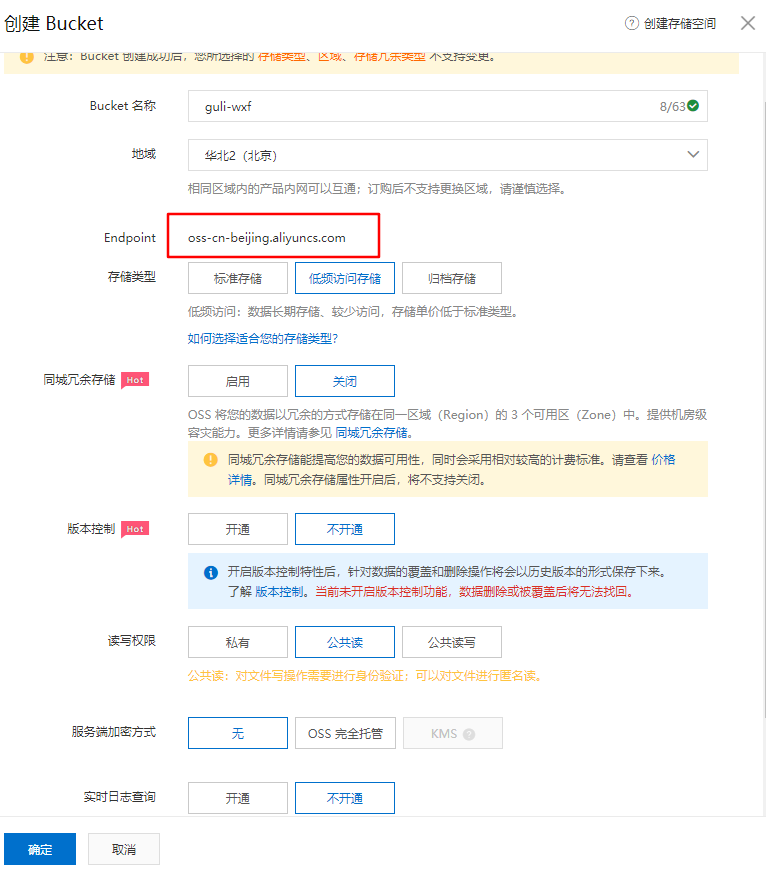 创建 Bucket
创建存储空间
注意：Bucket 创建成功后，您所选择的 存储类型、区域、存储冗余类型 不支持变更。
Bucket 名称
guli-wxf
8/63
地域
华北2（北京）
相同区域内的产品内网可以互通；订购后不支持更换区域，请谨慎选择。
Endpoint
oss-cn-beijing.aliyuncs.com
存储类型
标准存储
低频访问存储
归档存储
低频访问：数据长期存储、较少访问，存储单价低于标准类型。
如何选择适合您的存储类型？
同城冗余存储 Hot
启用
关闭
OSS 将您的数据以冗余的方式存储在同一区域（Region）的 3 个可用区（Zone）中。提供机房级
容灾能力。更多详情请参见 同城冗余存储。
同城冗余存储能提高您的数据可用性，同时会采用相对较高的计费标准。请查看 价格
详情。同城冗余存储属性开启后，将不支持关闭。
版本控制 Hot
开通
不开通
开启版本控制特性后，针对数据的覆盖和删除操作将会以历史版本的形式保存下来。
了解 版本控制。当前未开启版本控制功能，数据删除或被覆盖后将无法找回。
读写权限
私有
公共读
公共读写
公共读：对文件写操作需要进行身份验证；可以对文件进行匿名读。
服务端加密方式
无
OSS 完全托管
KMS
实时日志查询
开通
不开通
确定
取消